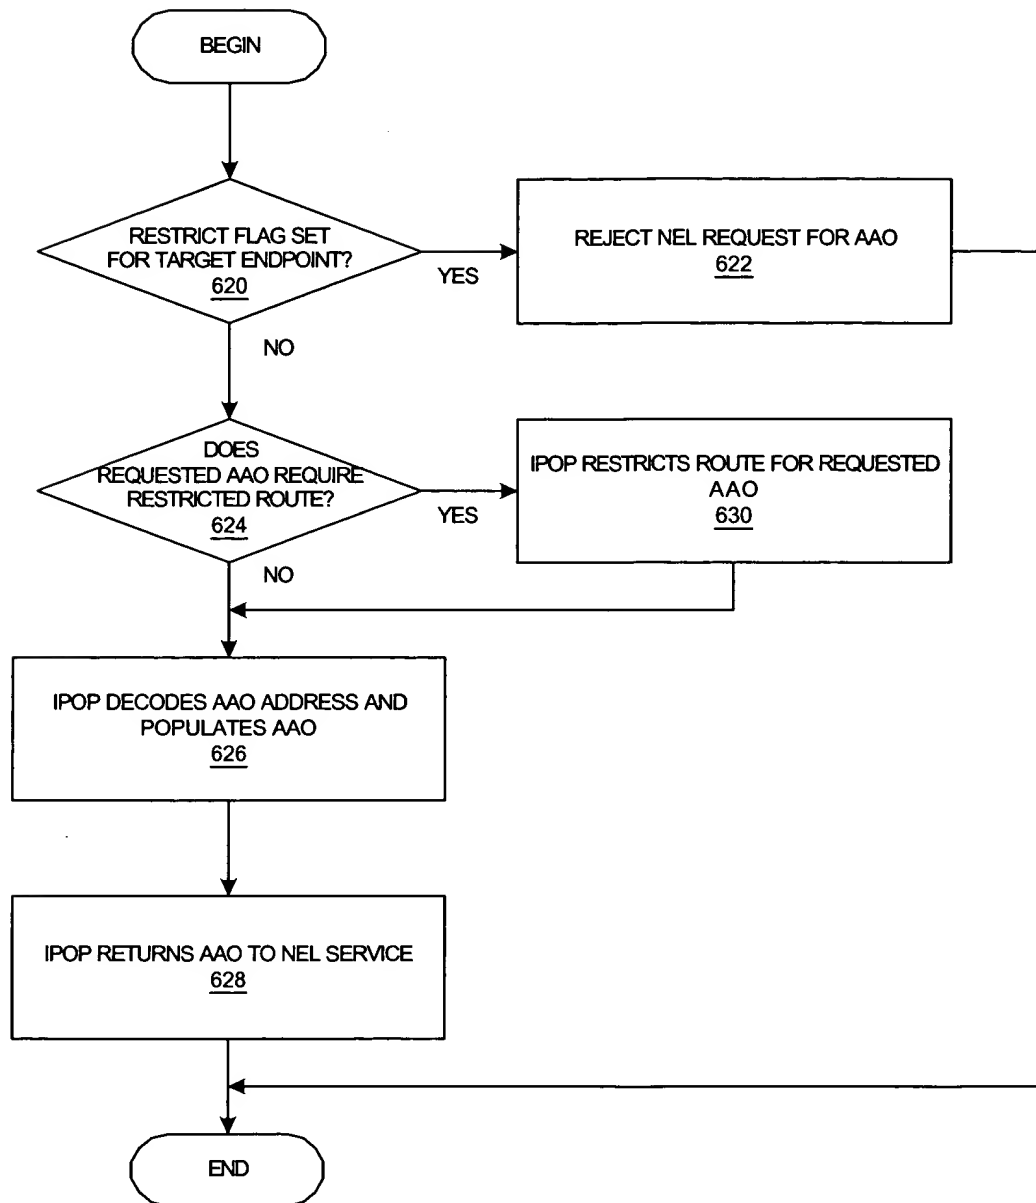 BEGIN
RESTRICT FLAG SET
FOR TARGET ENDPOINT?
620
YES
REJECT NEL REQUEST FOR AAO
622
NO
DOES
REQUESTED AAO REQUIRE
RESTRICTED ROUTE?
624
YES
IPOP RESTRICTS ROUTE FOR REQUESTED
AAO
630
NO
IPOP DECODES AAO ADDRESS AND
POPULATES AAO
626
IPOP RETURNS AAO TO NEL SERVICE
628
END